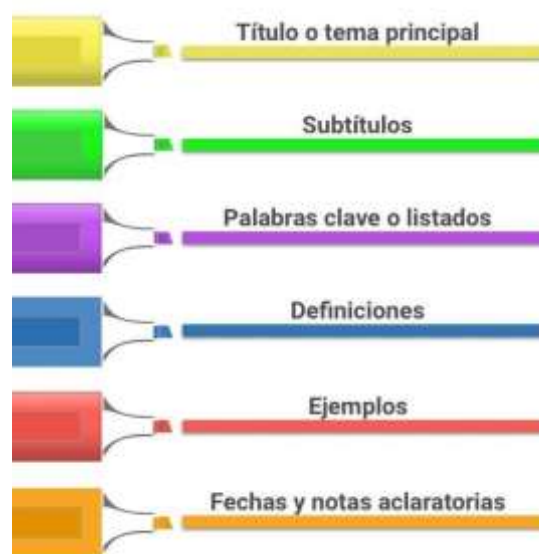 Título o tema principal
Subtítulos
Palabras clave o listados
Definiciones
Ejemplos
Fechas y notas aclaratorias